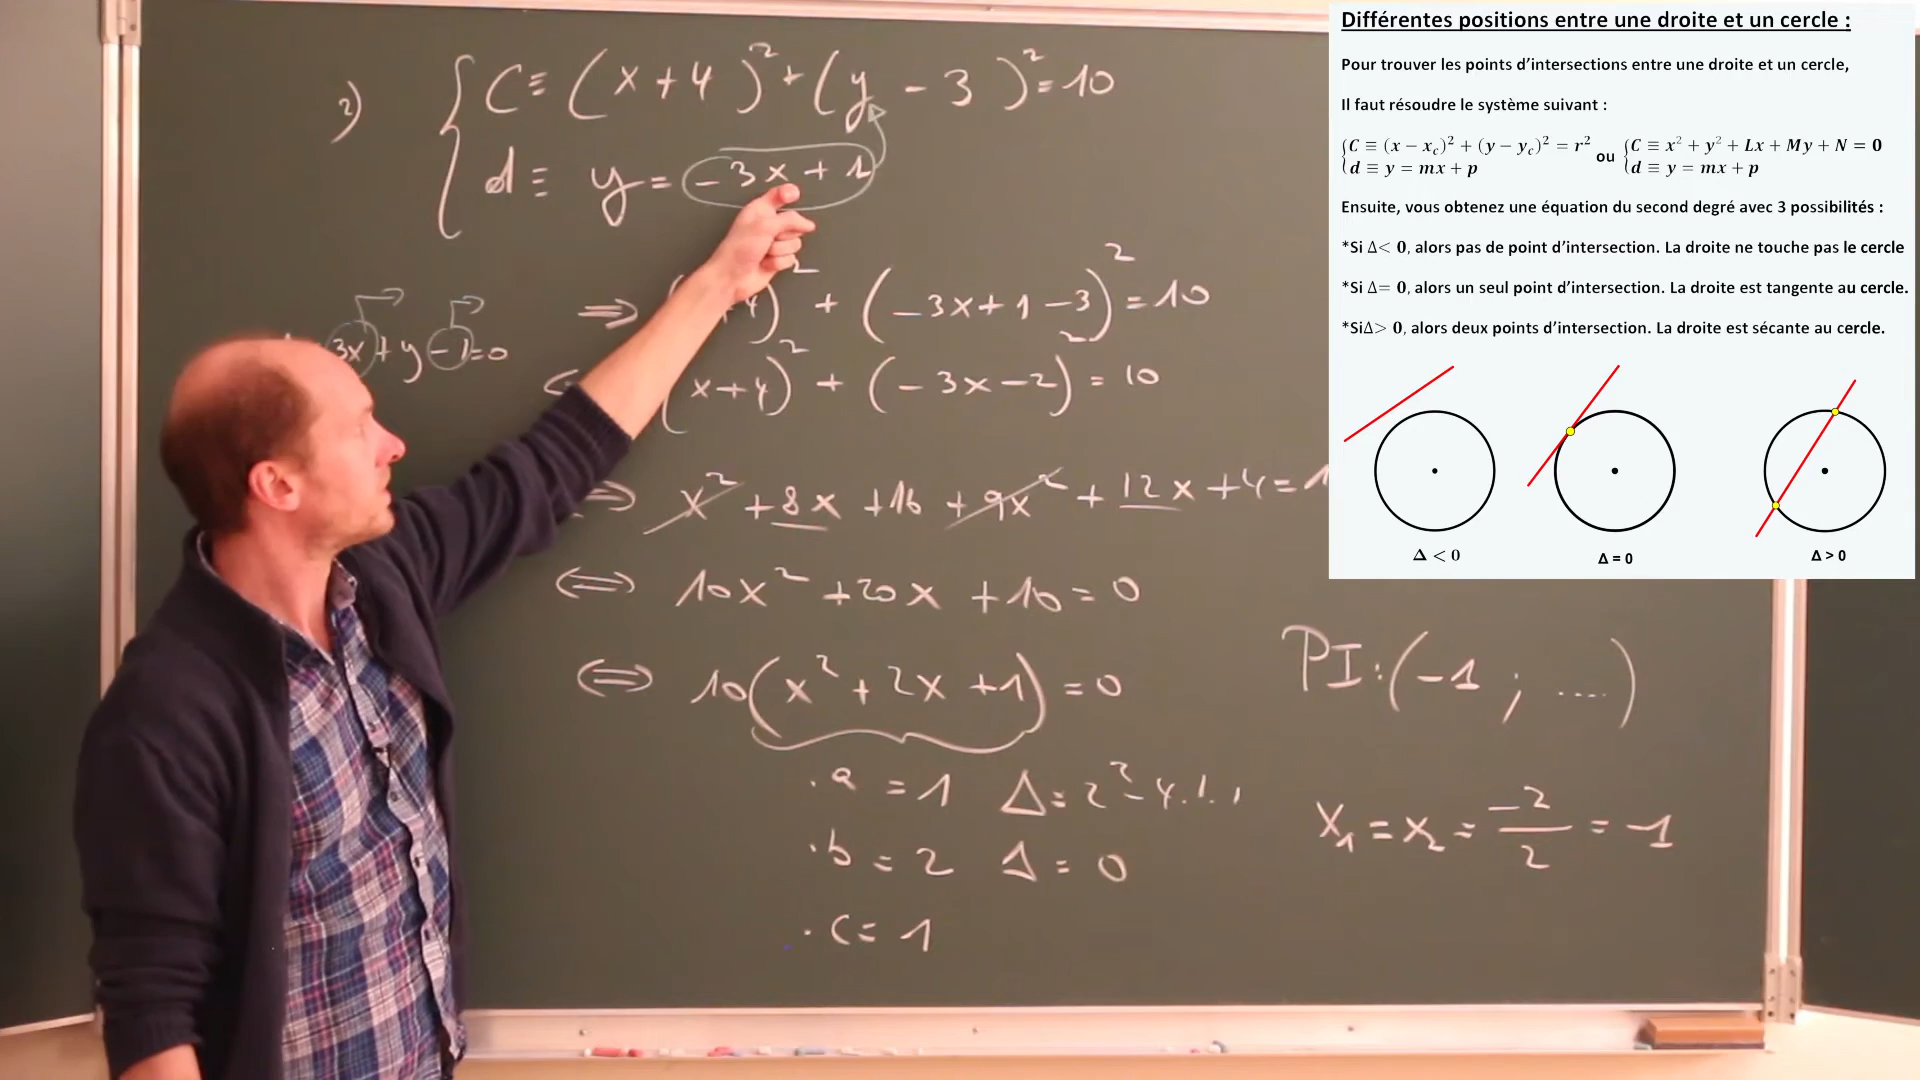 2) C ≡ (x + 4)² + (y - 3)² = 10
d ≡ y = -3x + 1
3x + y - 1 = 0
⇒ 4)² + (-3x + 1 - 3)² = 10
(x+4)² + (-3x - 2)² = 10
⇔ x² + 8x + 16 + 9x² + 12x + 4 = 1
⇔ 10x² + 20x + 10 = 0
⇔ 10(x² + 2x + 1) = 0
. a = 1 Δ = 2² - 4.1.1
. b = 2 Δ = 0
. c = 1
PI : (-1 ; ....)
x₁ = x₂ = -2/2 = -1
Différentes positions entre une droite et un cercle :
Pour trouver les points d'intersections entre une droite et un cercle,
Il faut résoudre le système suivant :
{C ≡ (x − x_c)² + (y − y_c)² = r² ou {C ≡ x² + y² + Lx + My + N = 0
d ≡ y = mx + p d ≡ y = mx + p
Ensuite, vous obtenez une équation du second degré avec 3 possibilités :
*Si Δ< 0, alors pas de point d'intersection. La droite ne touche pas le cercle
*Si Δ= 0, alors un seul point d'intersection. La droite est tangente au cercle.
*SiΔ> 0, alors deux points d'intersection. La droite est sécante au cercle.
Δ < 0 Δ = 0 Δ > 0